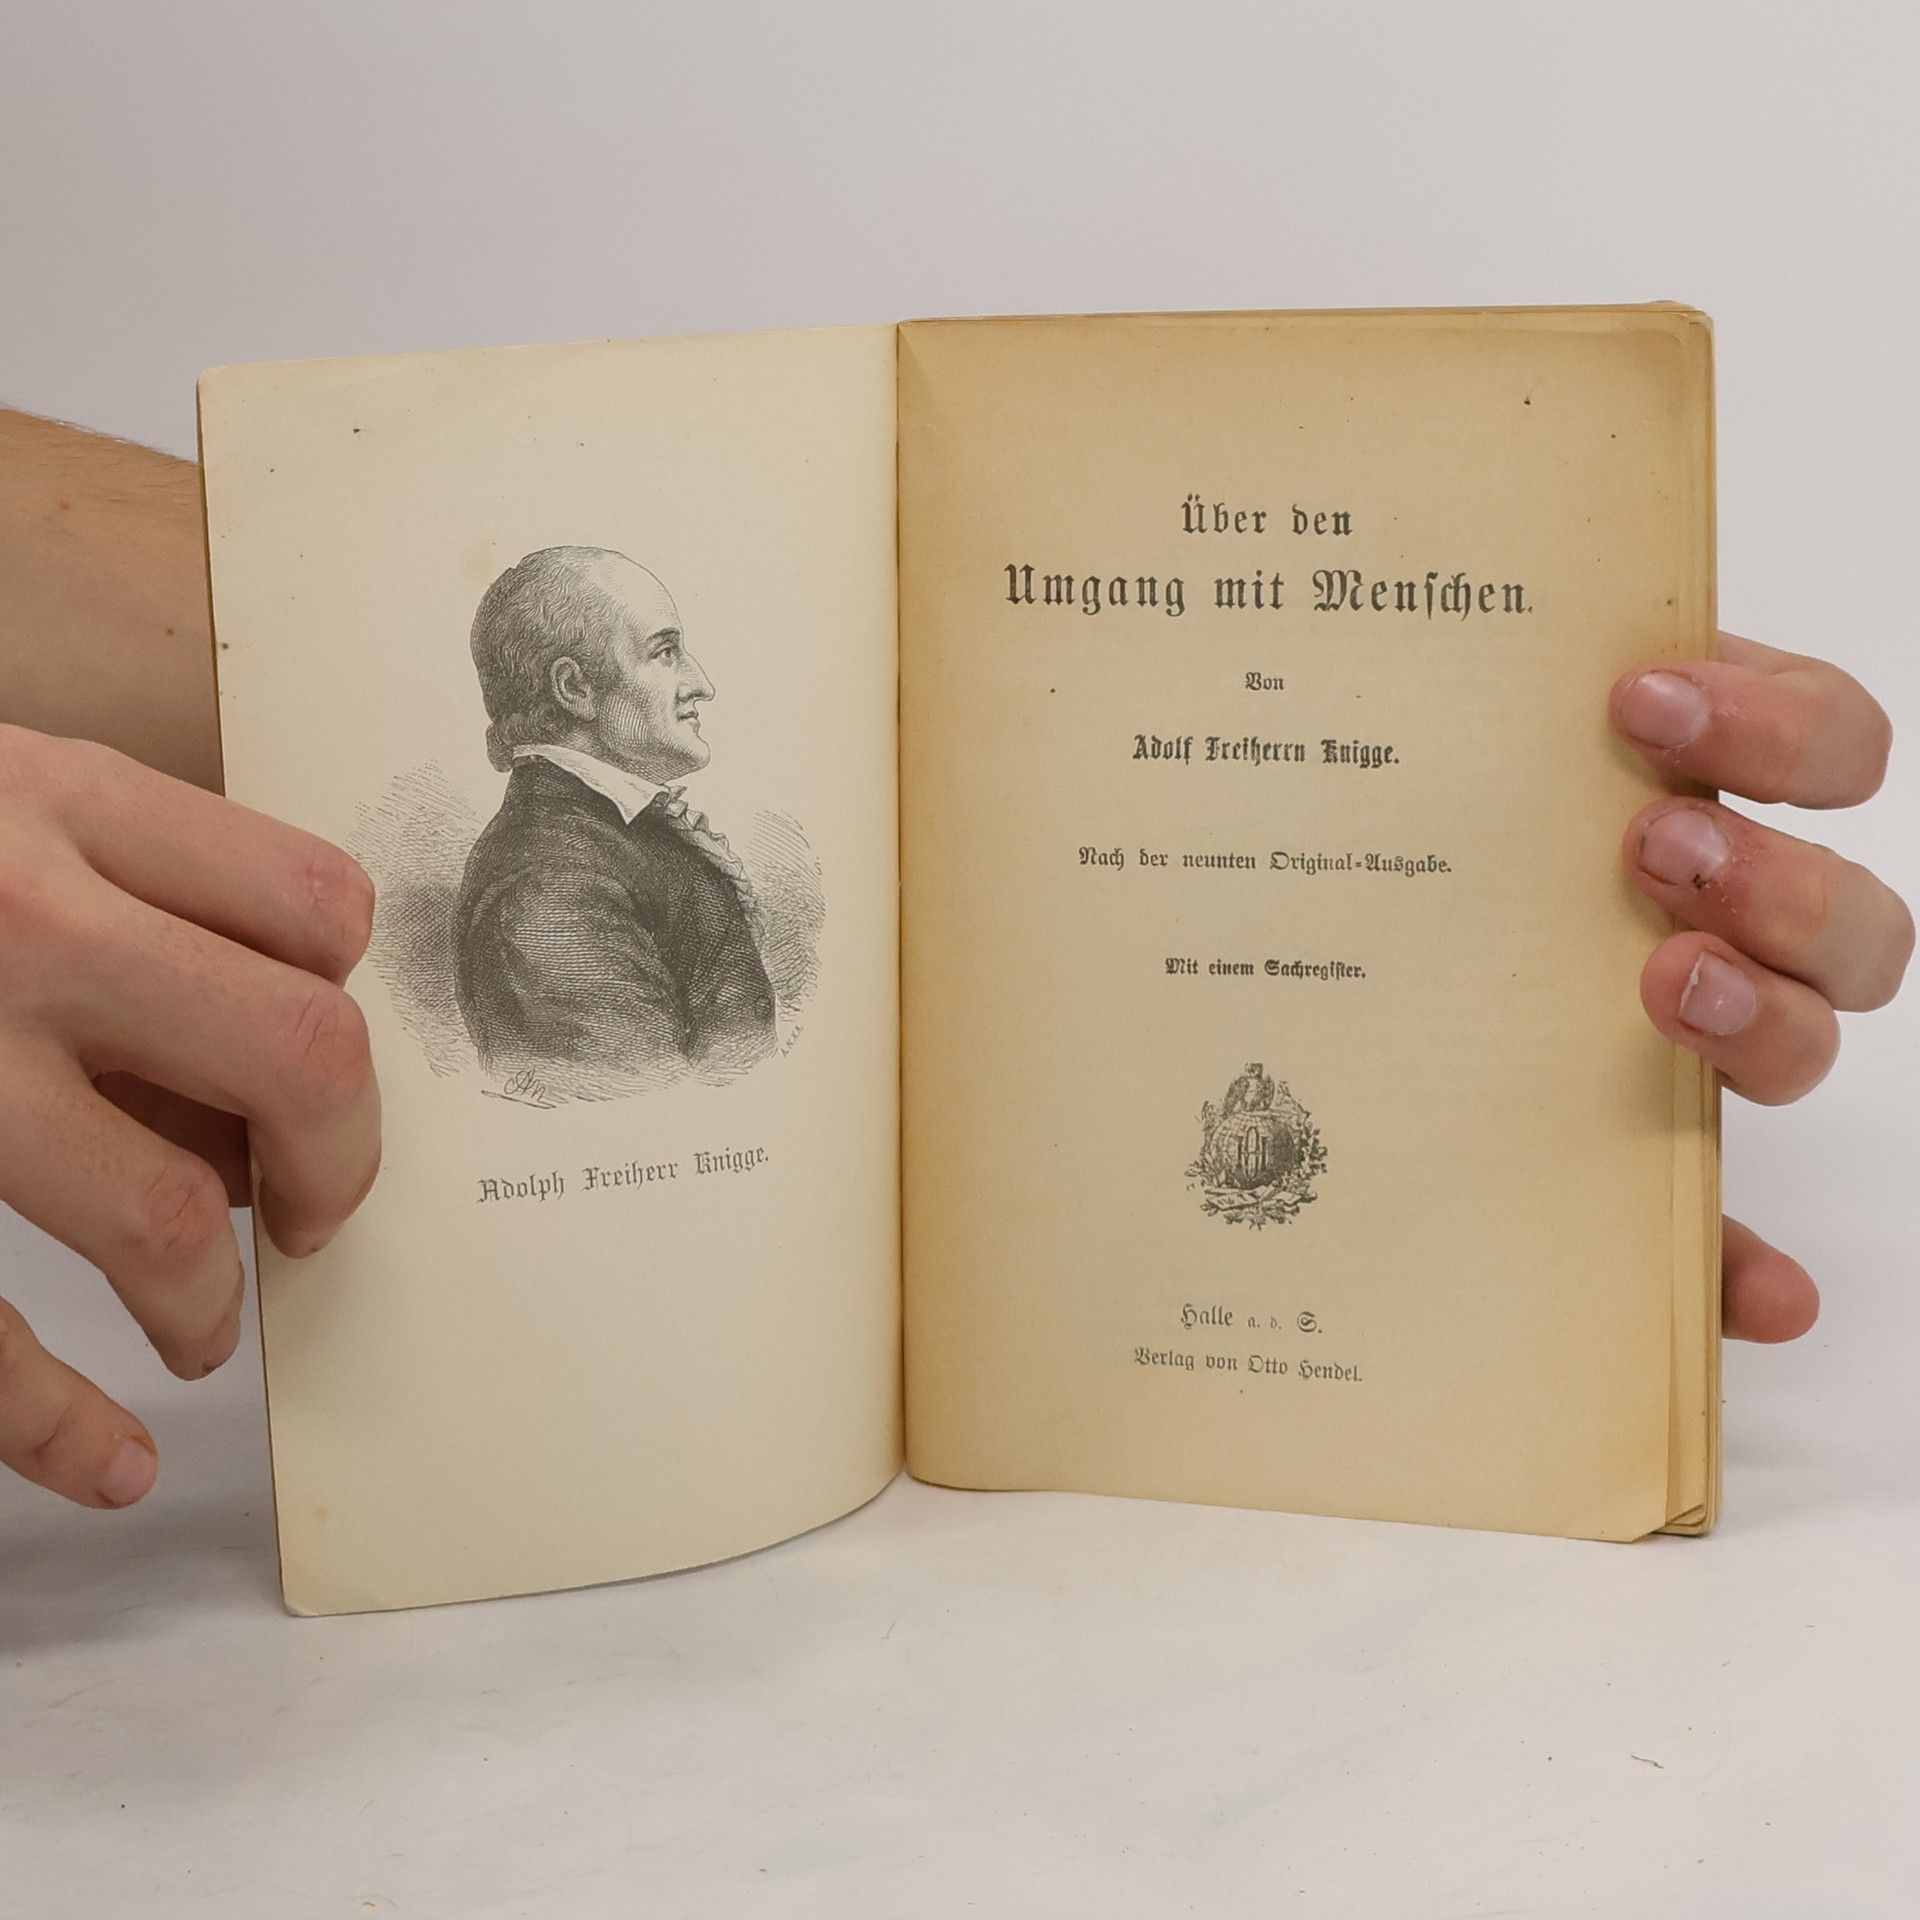 Adolph Freiherr Knigge.
Über den
Umgang mit Menschen.
Von
Adolf Freiherrn Knigge.
Nach der neunten Original-Ausgabe.
Mit einem Sachregister.
Halle a. d. S.
Verlag von Otto Hendel.